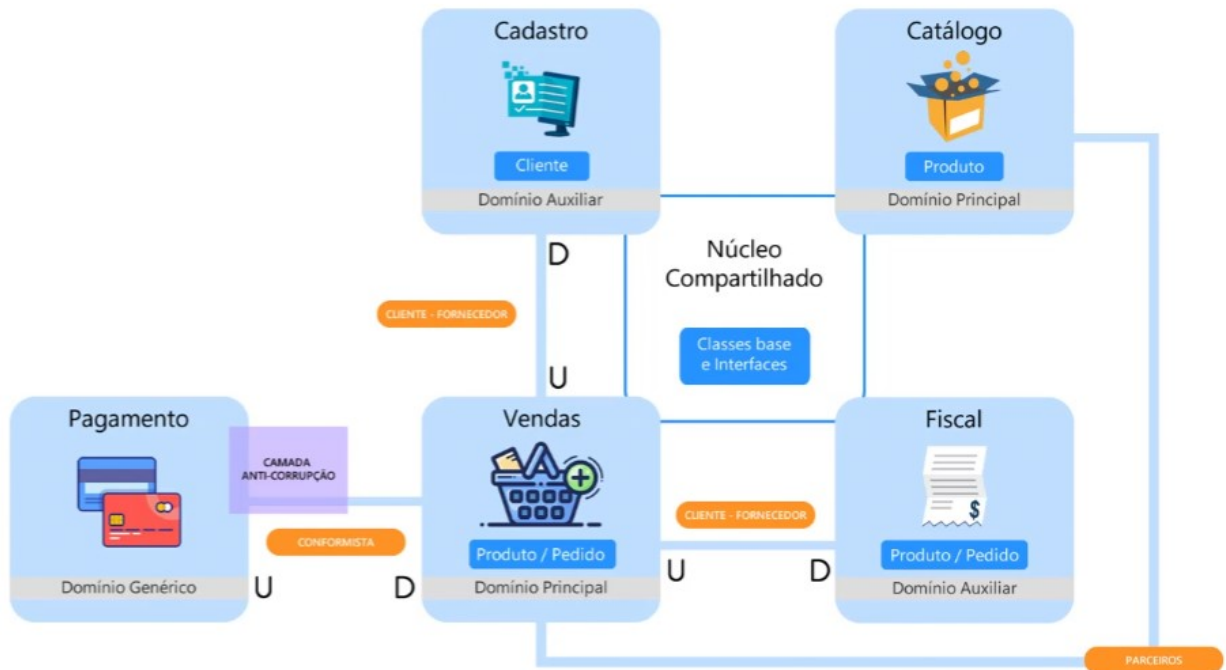 Cadastro
Cliente
Domínio Auxiliar
Catálogo
Produto
Domínio Principal
Núcleo
Compartilhado
Classes base
e Interfaces
D
CLIENTE - FORNECEDOR
U
Pagamento
CAMADA
ANTI-CORRUPÇÃO
CONFORMISTA
Domínio Genérico
U
D
Vendas
Produto / Pedido
Domínio Principal
CLIENTE - FORNECEDOR
U
D
Fiscal
$
Produto / Pedido
Domínio Auxiliar
PARCEIROS